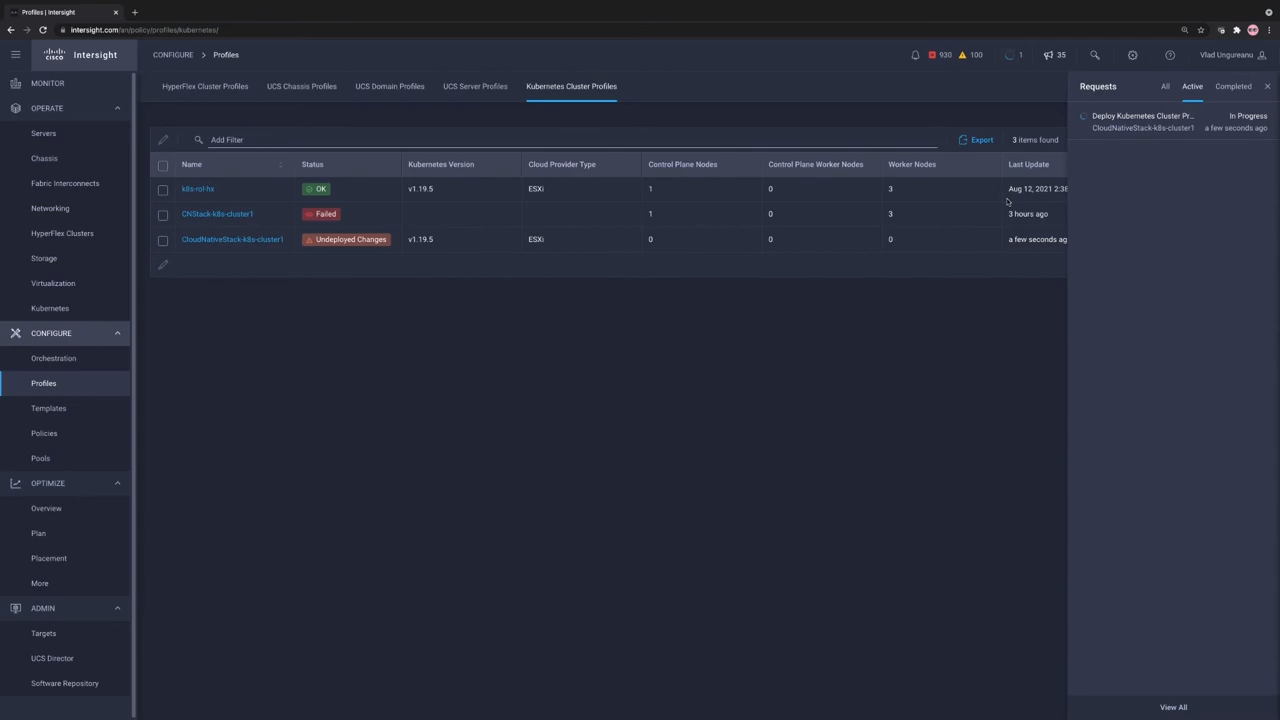 Profiles | Intersight
intersight.com/an/policy/profiles/kubernetes/
cisco Intersight
CONFIGURE > Profiles
930 100 1 35 Vlad Ungureanu
MONITOR
OPERATE
Servers
Chassis
Fabric Interconnects
Networking
HyperFlex Clusters
Storage
Virtualization
Kubernetes
CONFIGURE
Orchestration
Profiles
Templates
Policies
Pools
OPTIMIZE
Overview
Plan
Placement
More
ADMIN
Targets
UCS Director
Software Repository
HyperFlex Cluster Profiles UCS Chassis Profiles UCS Domain Profiles UCS Server Profiles Kubernetes Cluster Profiles
Add Filter Export 3 items found
Name Status Kubernetes Version Cloud Provider Type Control Plane Nodes Control Plane Worker Nodes Worker Nodes Last Update
k8s-rol-hx OK v1.19.5 ESXi 1 0 3 Aug 12, 2021 2:38
CNStack-k8s-cluster1 Failed 1 0 3 3 hours ago
CloudNativeStack-k8s-cluster1 Undeployed Changes v1.19.5 ESXi 0 0 0 a few seconds ag
Requests All Active Completed
Deploy Kubernetes Cluster Pr... In Progress
CloudNativeStack-k8s-cluster1 a few seconds ago
View All